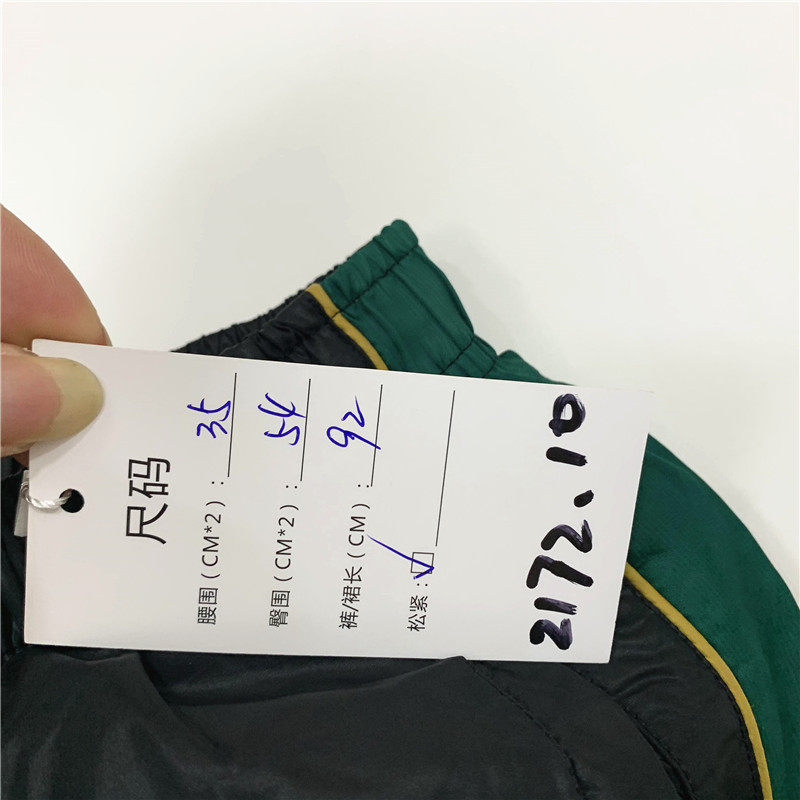 尺码
腰围(CM*2): 35
臀围(CM*2): 54
裤/裙长(CM): 92
松紧:☑
2172.10